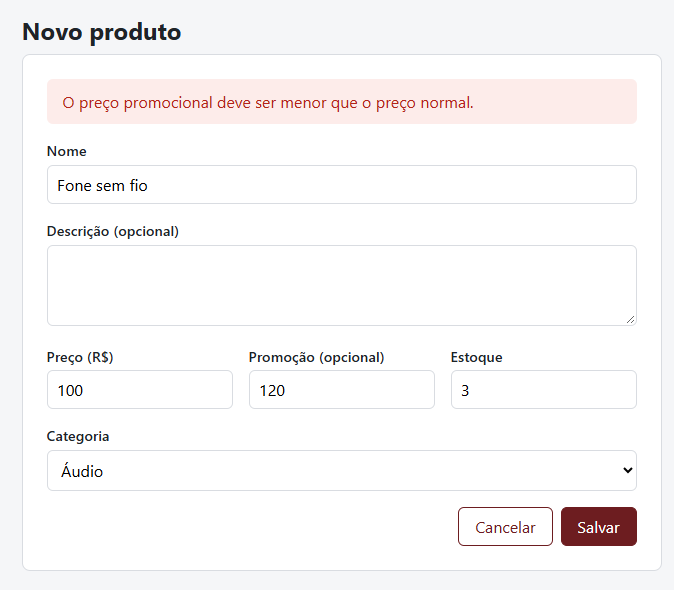 Novo produto
O preço promocional deve ser menor que o preço normal.
Nome
Fone sem fio
Descrição (opcional)
Preço (R$) Promoção (opcional) Estoque
100 120 3
Categoria
Áudio
Cancelar Salvar